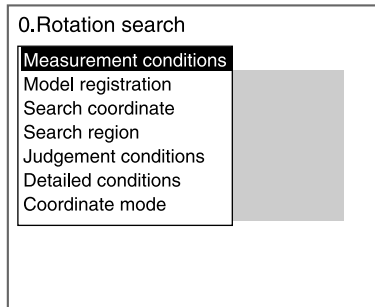 0.Rotation search
Measurement conditions
Model registration
Search coordinate
Search region
Judgement conditions
Detailed conditions
Coordinate mode